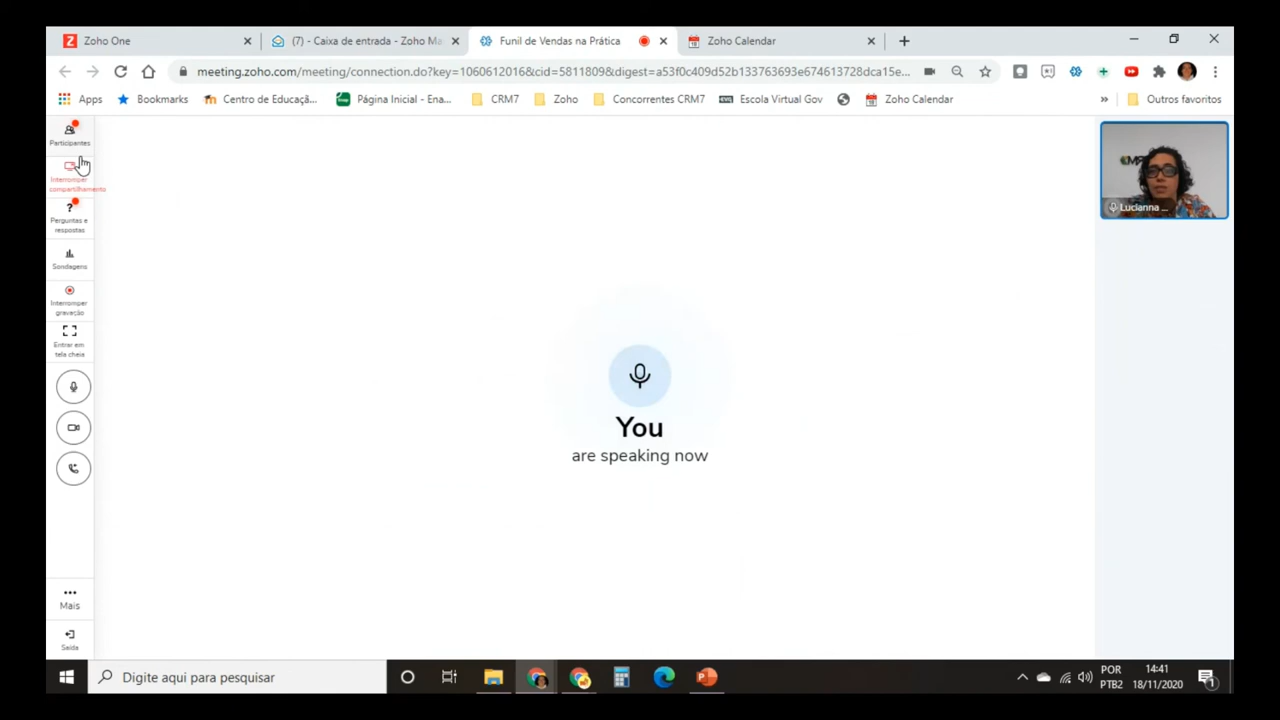 Zoho One
(7) - Caixa de entrada - Zoho Ma
Funil de Vendas na Prática
Zoho Calendar
meeting.zoho.com/meeting/connection.do?key=1060612016&cid=5811809&digest=a53f0c409d52b133763693e674613728dca15e...
Apps
Bookmarks
Centro de Educaçã...
Página Inicial - Ena...
CRM7
Zoho
Concorrentes CRM7
Escola Virtual Gov
Zoho Calendar
»
Outros favoritos
Participantes
Interromper
compartilhamento
Perguntas e
respostas
Sondagens
Interromper
gravação
Entrar em
tela cheia
Mais
Saída
You
are speaking now
Lucianna ...
Digite aqui para pesquisar
POR
PTB2
14:41
18/11/2020
1